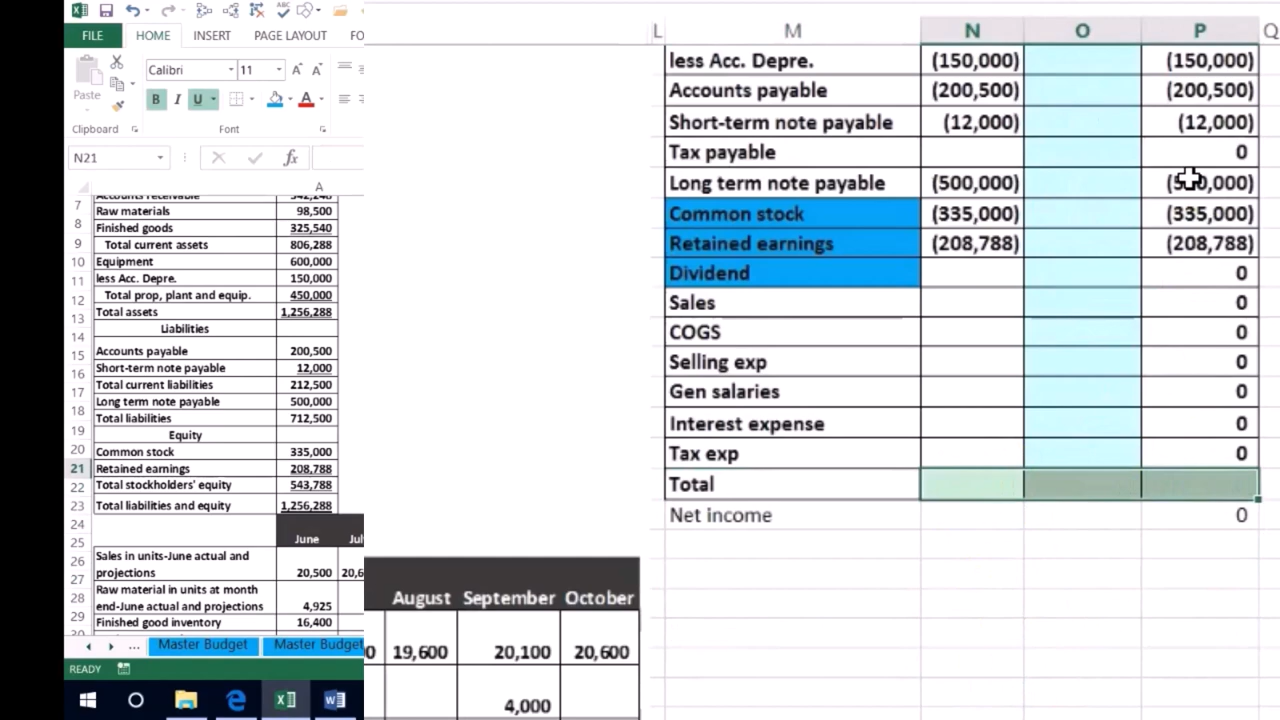 FILE HOME INSERT PAGE LAYOUT FO
Paste
Calibri 11 A A
B I U A
Clipboard Font
N21 fx
A
7
8 Raw materials 98,500
Finished goods 325,540
9 Total current assets 806,288
10 Equipment 600,000
11 less Acc. Depre. 150,000
12 Total prop, plant and equip. 450,000
13 Total assets 1,256,288
Liabilities
14
15 Accounts payable 200,500
16 Short-term note payable 12,000
17 Total current liabilities 212,500
18 Long term note payable 500,000
Total liabilities 712,500
19 Equity
20 Common stock 335,000
21 Retained earnings 208,788
22 Total stockholders' equity 543,788
23 Total liabilities and equity 1,256,288
24
25 June
26 Sales in units-June actual and
27 projections 20,500
28 Raw material in units at month
end-June actual and projections 4,925
29 Finished good inventory 16,400
... Master Budget Master Budget
READY
L M N O P Q
less Acc. Depre. (150,000) (150,000)
Accounts payable (200,500) (200,500)
Short-term note payable (12,000) (12,000)
Tax payable 0
Long term note payable (500,000)
Common stock (335,000) (335,000)
Retained earnings (208,788) (208,788)
Dividend 0
Sales 0
COGS 0
Selling exp 0
Gen salaries 0
Interest expense 0
Tax exp 0
Total
Net income 0
August September October
19,600 20,100 20,600
4,000